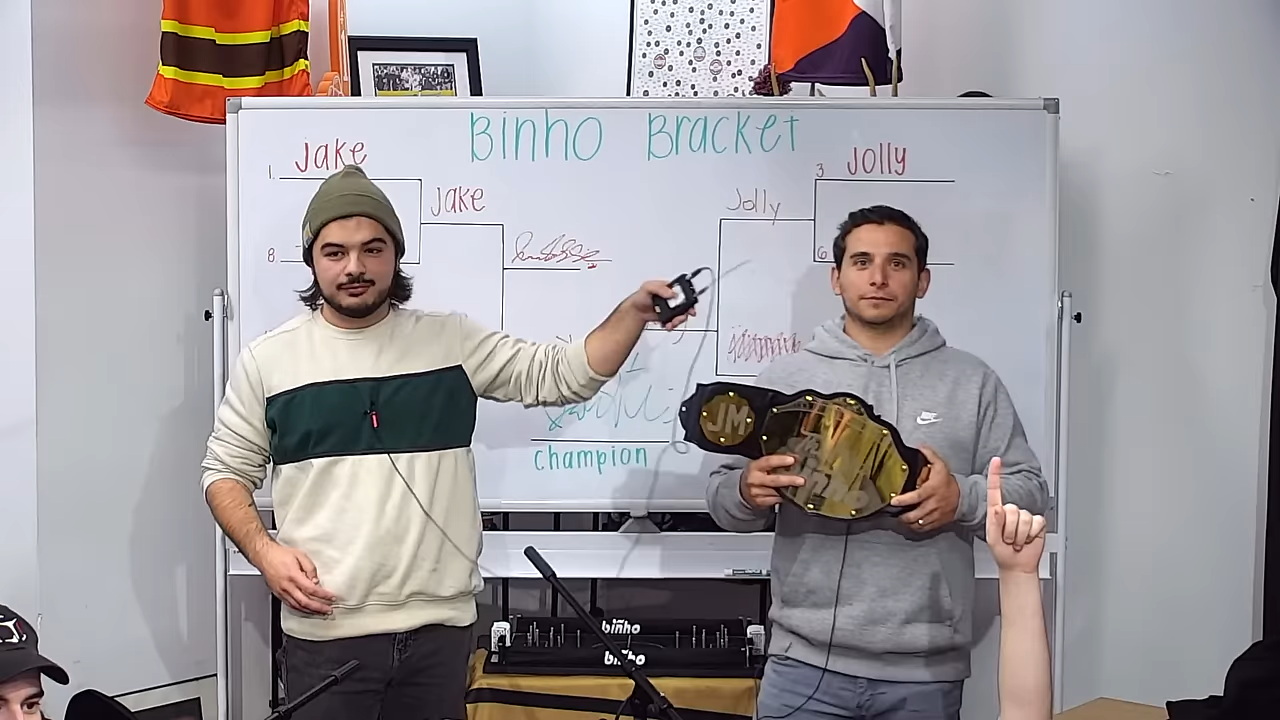 Binho Bracket
1. Jake
3 Jolly
Jake
Jolly
8.
6
JM
champion
binho
binho